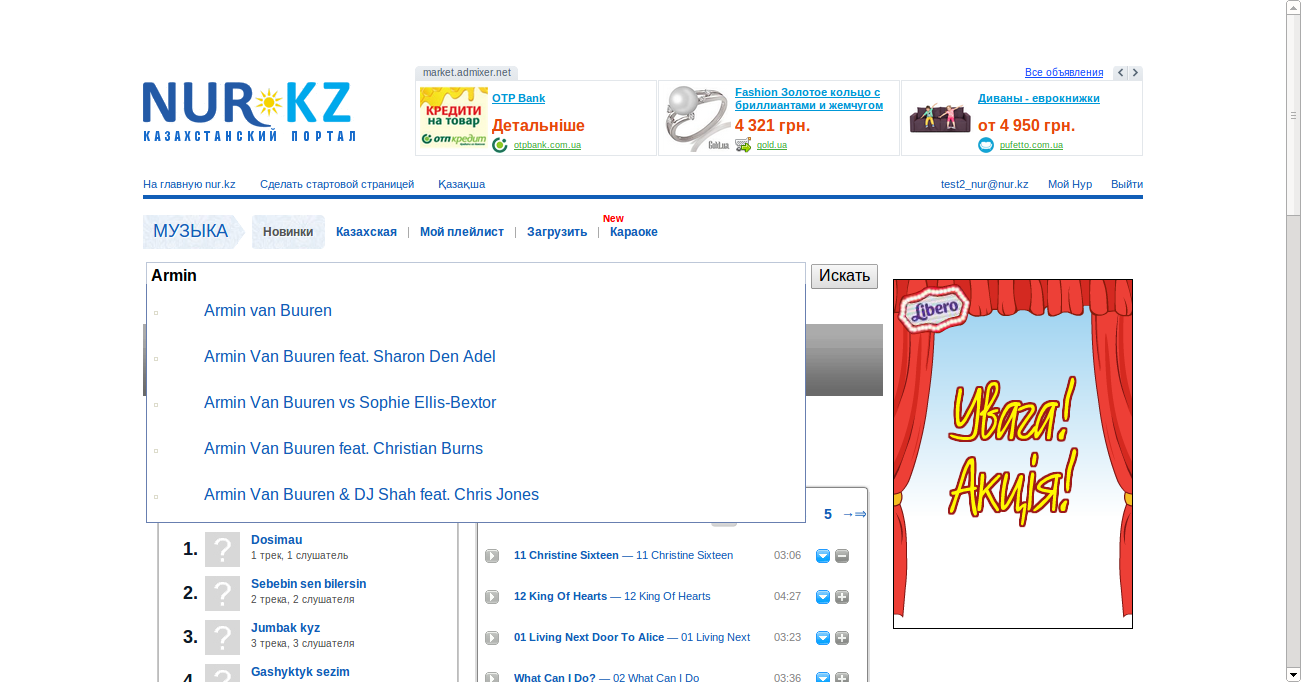 market.admixer.net
Все объявления
NUR KZ
КАЗАХСТАНСКИЙ ПОРТАЛ
КРЕДИТИ
на товар
отп кредит
OTP Bank
Детальніше
otpbank.com.ua
Gold.ua
Fashion Золотое кольцо с
бриллиантами и жемчугом
4 321 грн.
gold.ua
Диваны - еврокнижки
от 4 950 грн.
pufetto.com.ua
На главную nur.kz
Сделать стартовой страницей
Қазақша
test2_nur@nur.kz
Мой Нур
Выйти
МУЗЫКА
Новинки
Казахская
Мой плейлист
Загрузить
New
Караоке
Armin
Искать
Armin van Buuren
Armin Van Buuren feat. Sharon Den Adel
Armin Van Buuren vs Sophie Ellis-Bextor
Armin Van Buuren feat. Christian Burns
Armin Van Buuren & DJ Shah feat. Chris Jones
Libero
Увага!
Акція!
5 →⇒
1. Dosimau
1 трек, 1 слушатель
2. Sebebin sen bilersin
2 трека, 2 слушателя
3. Jumbak kyz
3 трека, 3 слушателя
4. Gashyktyk sezim
11 Christine Sixteen — 11 Christine Sixteen 03:06
12 King Of Hearts — 12 King Of Hearts 04:27
01 Living Next Door To Alice — 01 Living Next 03:23
What Can I Do? — 02 What Can I Do 03:36